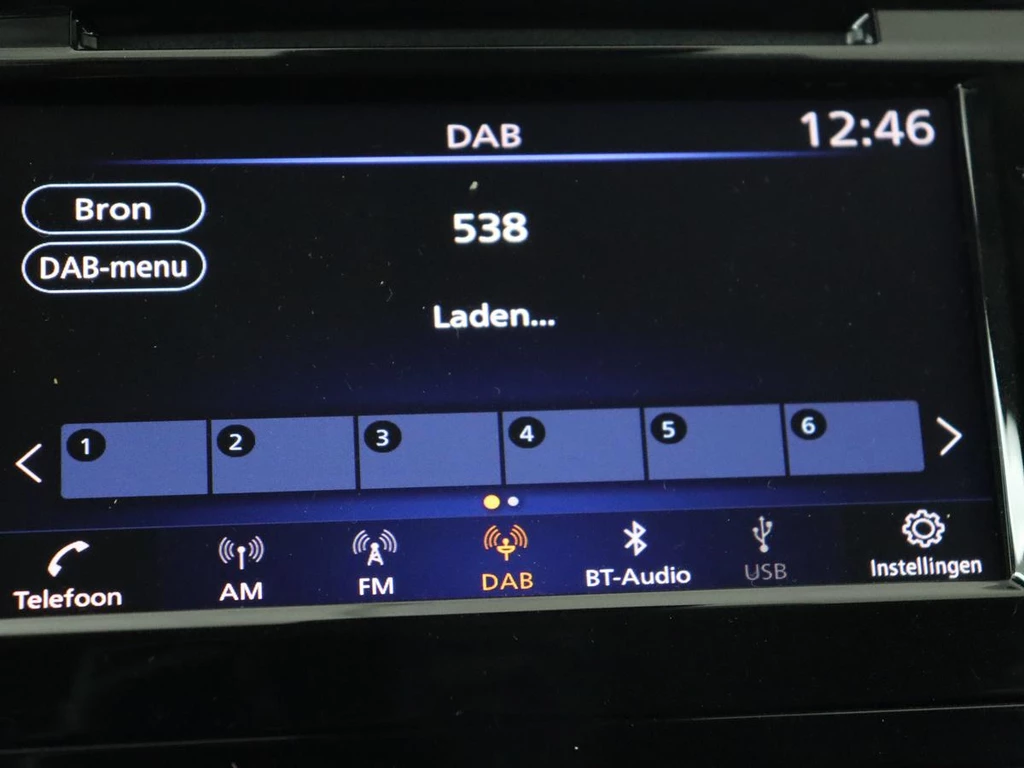 DAB
12:46
Bron
538
DAB-menu
Laden...
1 2 3 4 5 6
Telefoon AM FM DAB BT-Audio USB Instellingen